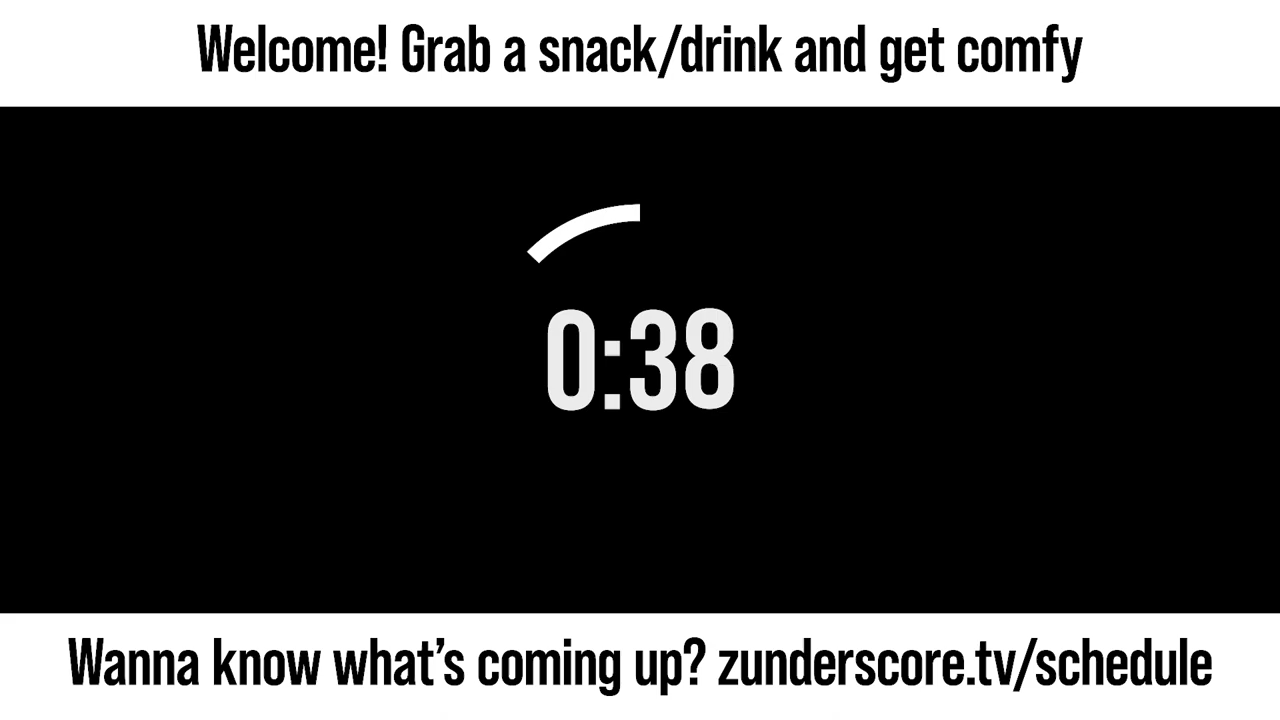 Welcome! Grab a snack/drink and get comfy
0:38
Wanna know what's coming up? zunderscore.tv/schedule